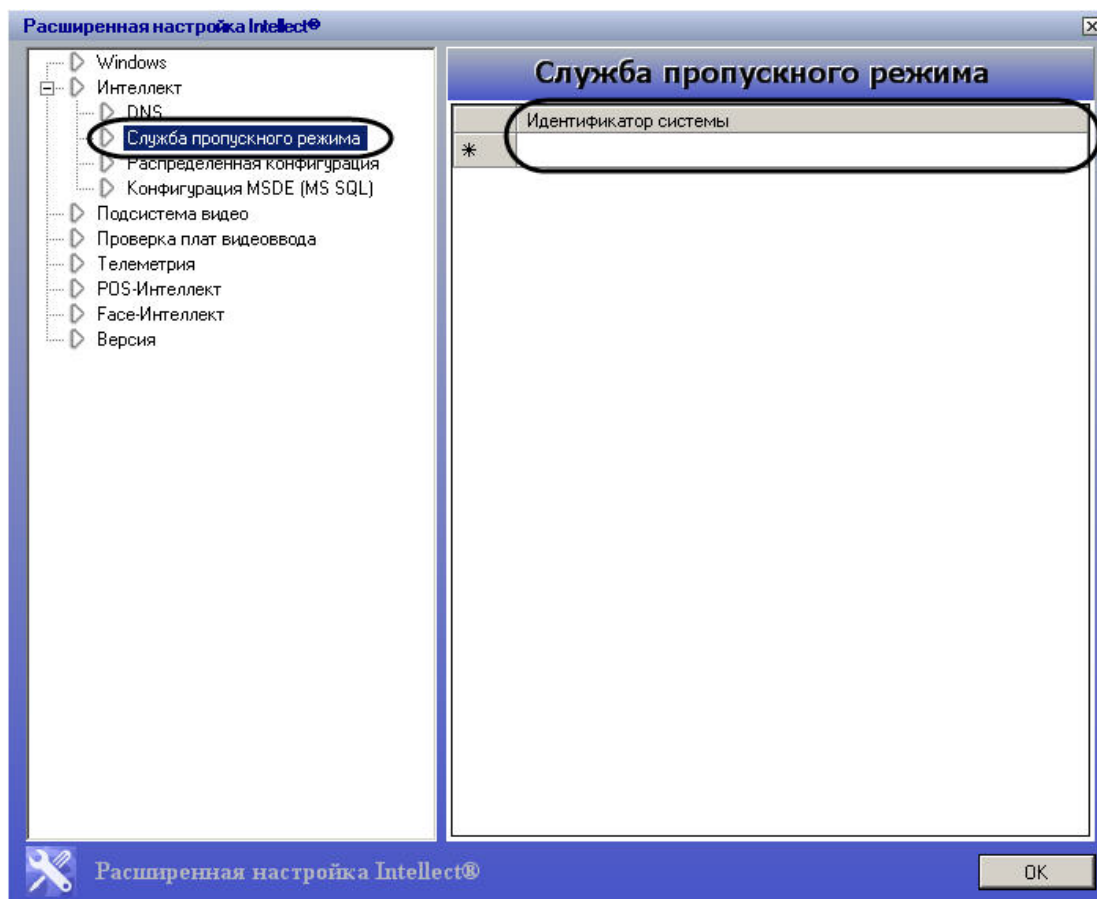 Расширенная настройка Intellect®
Windows
Интеллект
DNS
Служба пропускного режима
Распределенная конфигурация
Конфигурация MSDE (MS SQL)
Подсистема видео
Проверка плат видеоввода
Телеметрия
POS-Интеллект
Face-Интеллект
Версия
Служба пропускного режима
Идентификатор системы
*
Расширенная настройка Intellect®
OK